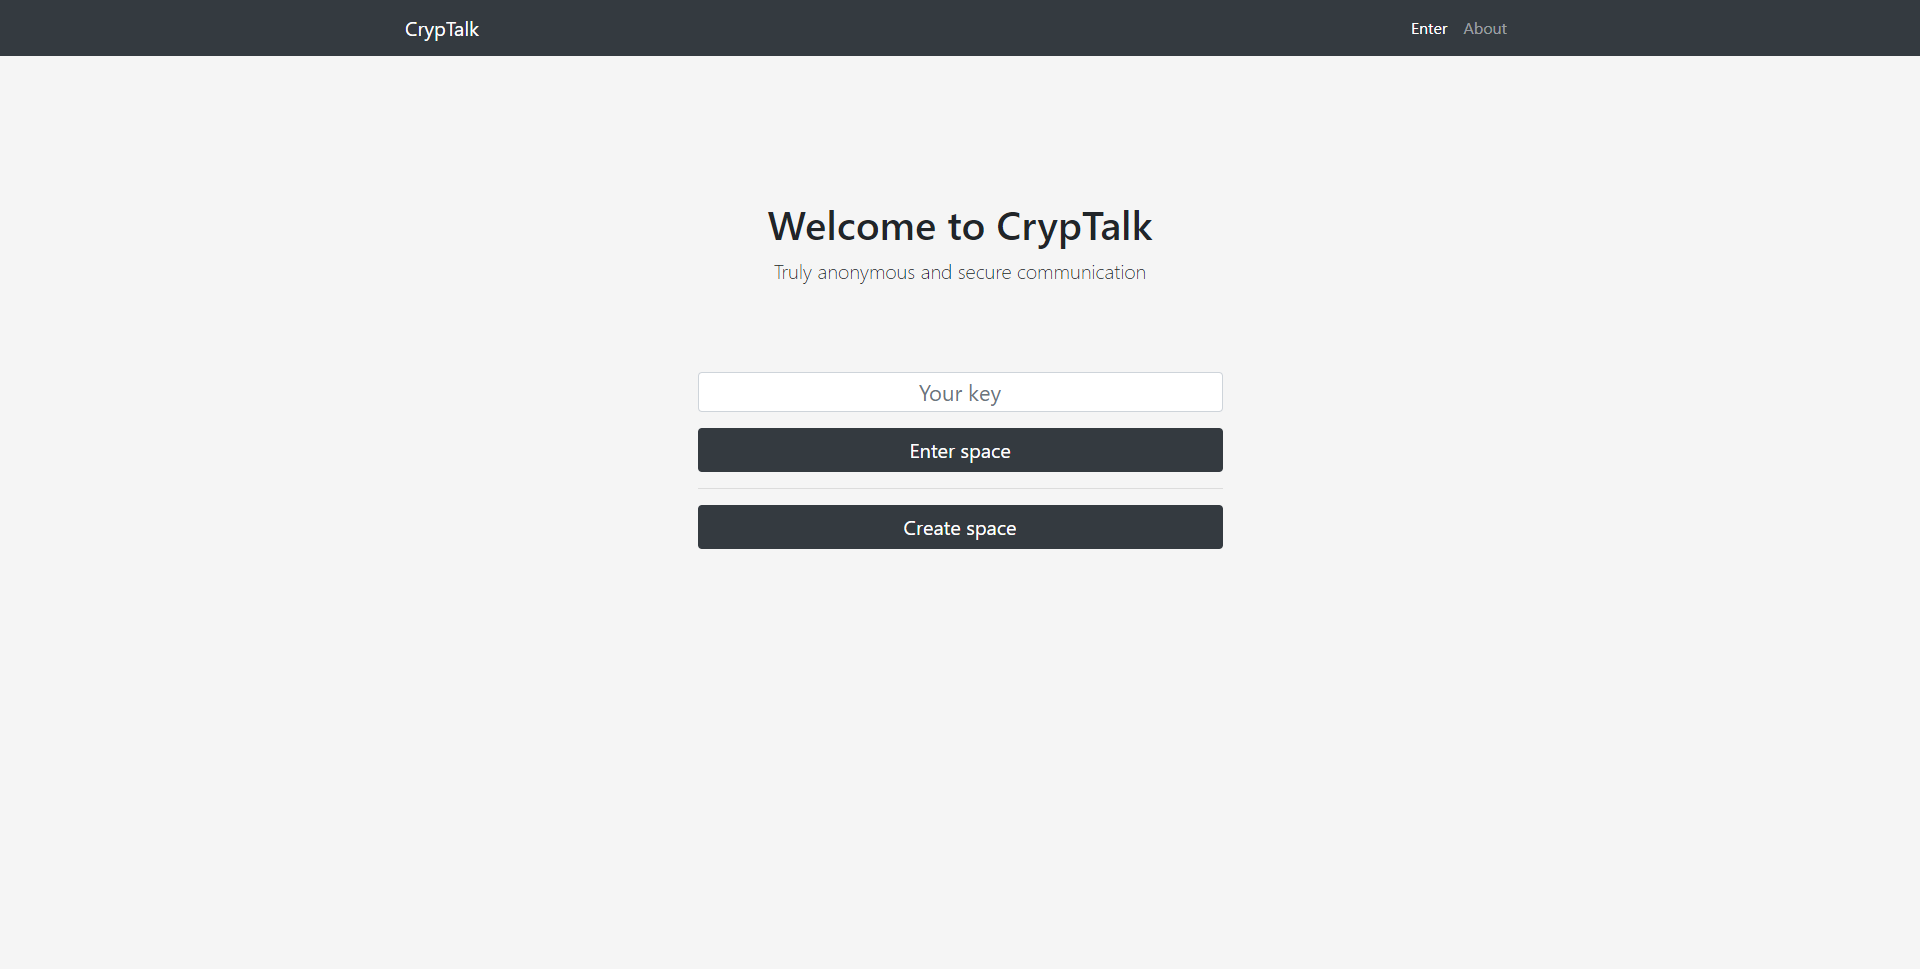 CrypTalk
Enter About
Welcome to CrypTalk
Truly anonymous and secure communication
Your key
Enter space
Create space